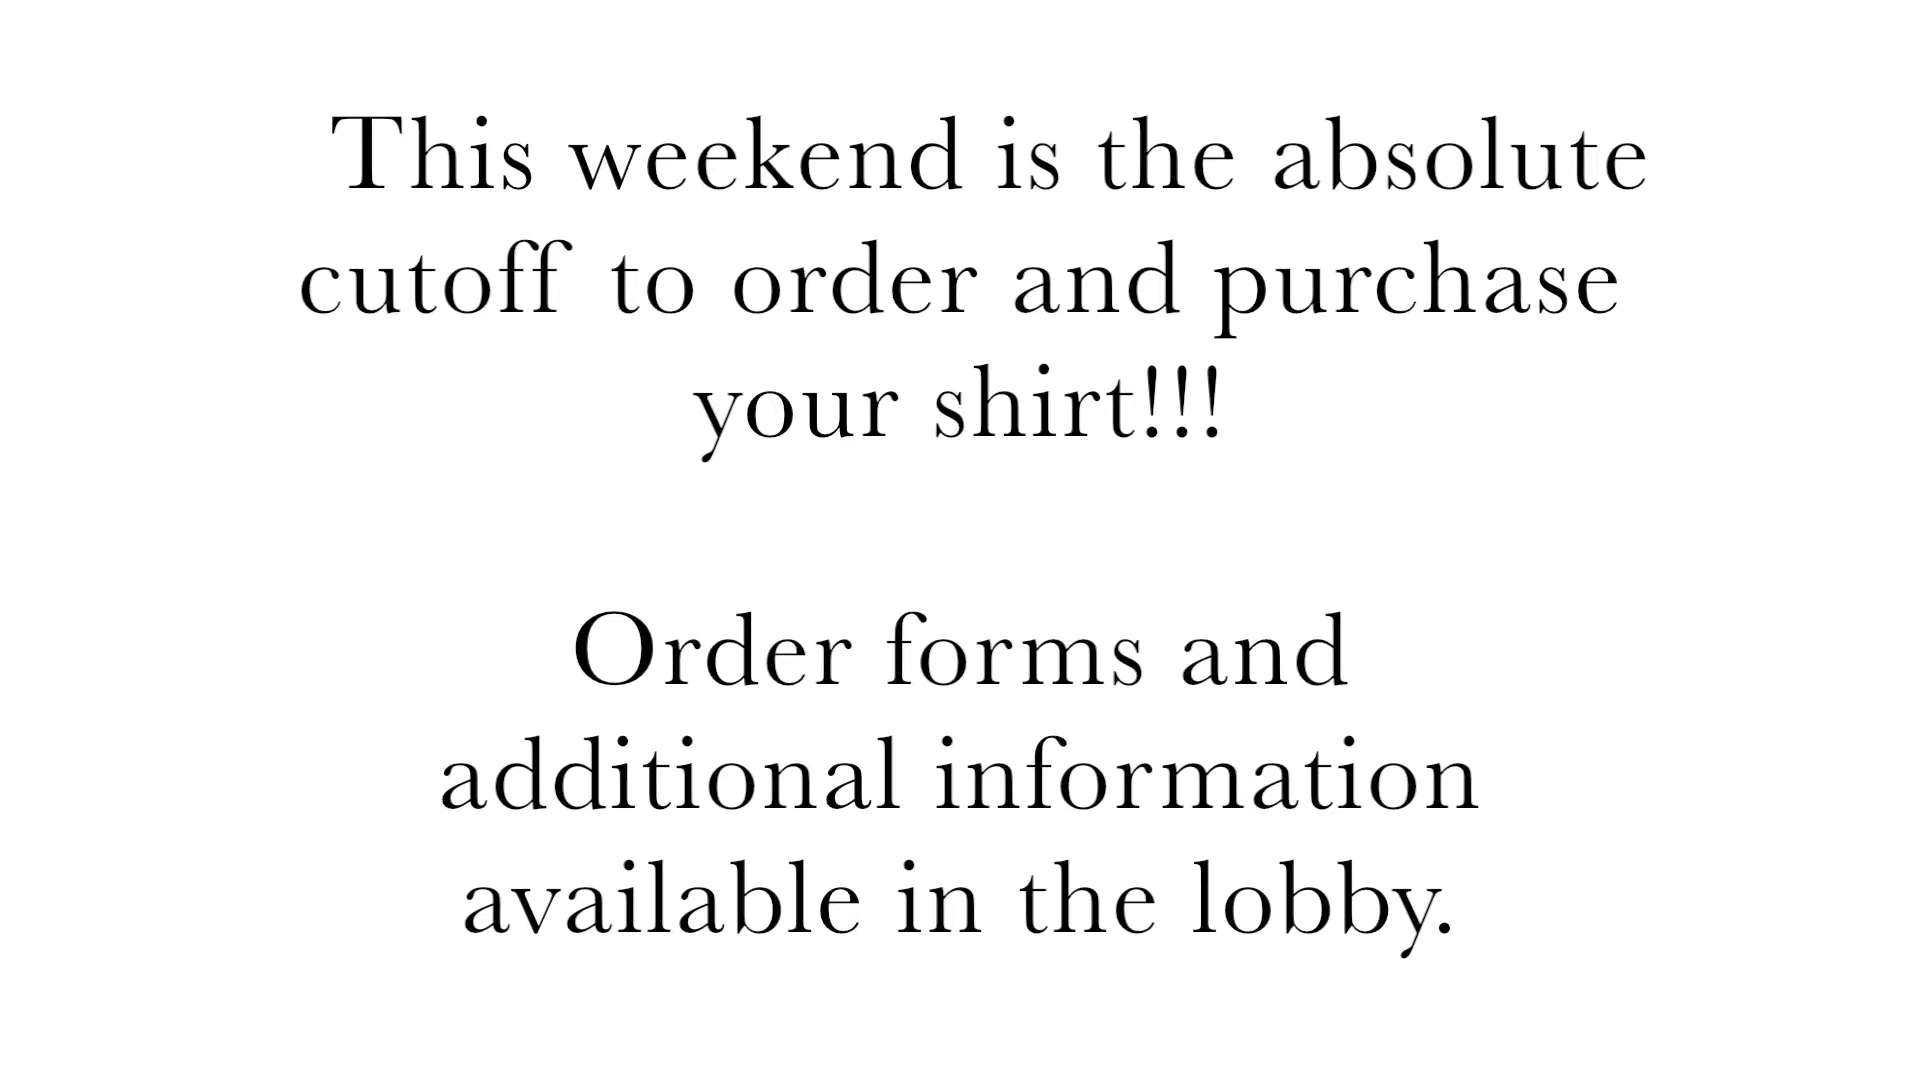 This weekend is the absolute
cutoff to order and purchase
your shirt!!!
Order forms and
additional information
available in the lobby.